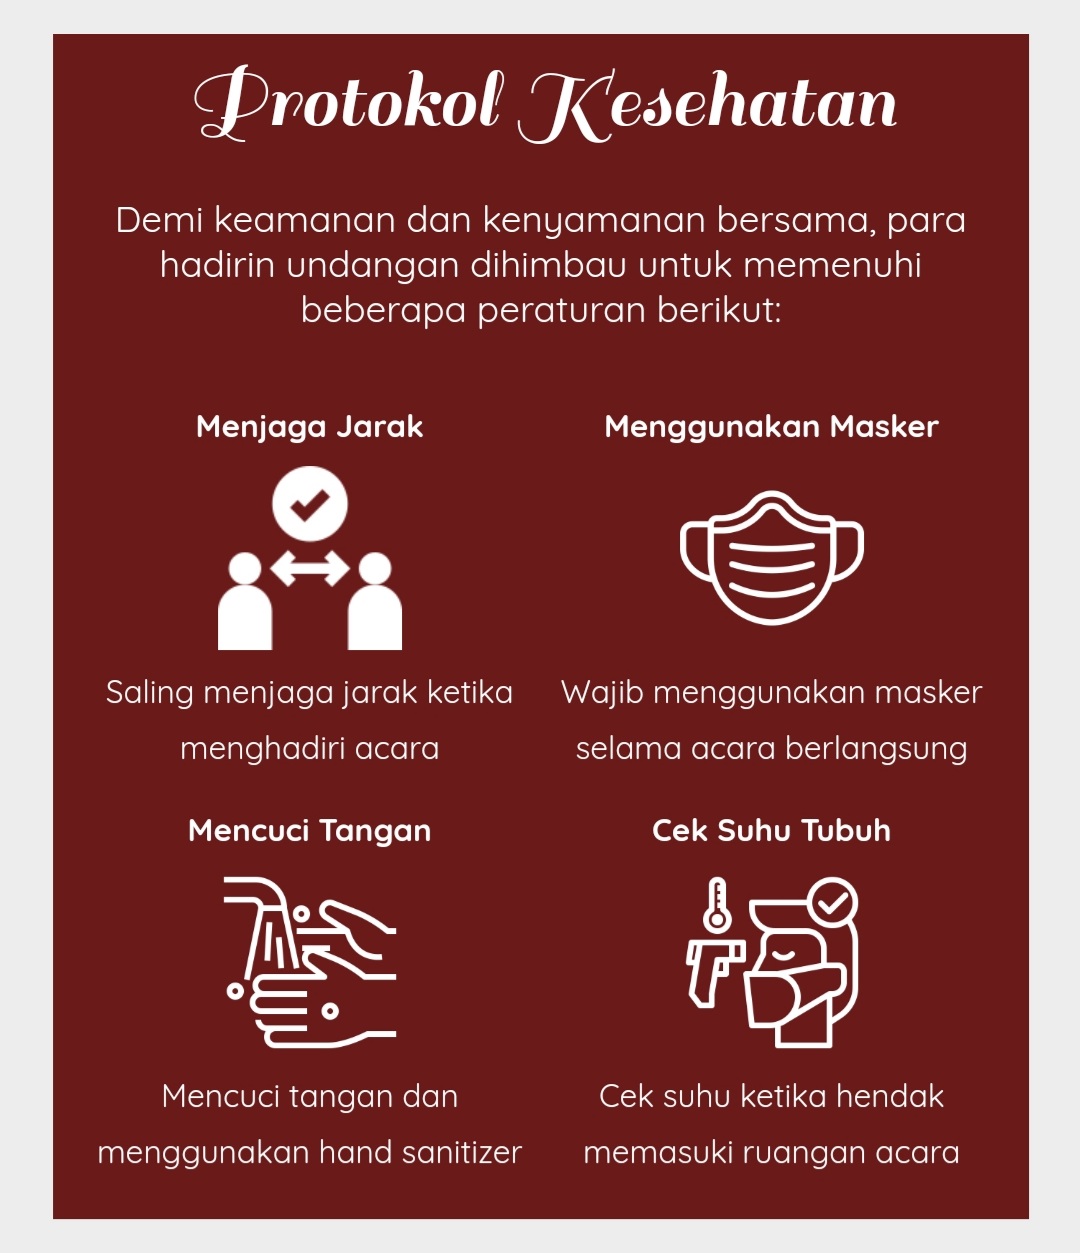 Protokol Kesehatan
Demi keamanan dan kenyamanan bersama, para
hadirin undangan dihimbau untuk memenuhi
beberapa peraturan berikut:
Menjaga Jarak
Saling menjaga jarak ketika
menghadiri acara
Menggunakan Masker
Wajib menggunakan masker
selama acara berlangsung
Mencuci Tangan
Mencuci tangan dan
menggunakan hand sanitizer
Cek Suhu Tubuh
Cek suhu ketika hendak
memasuki ruangan acara